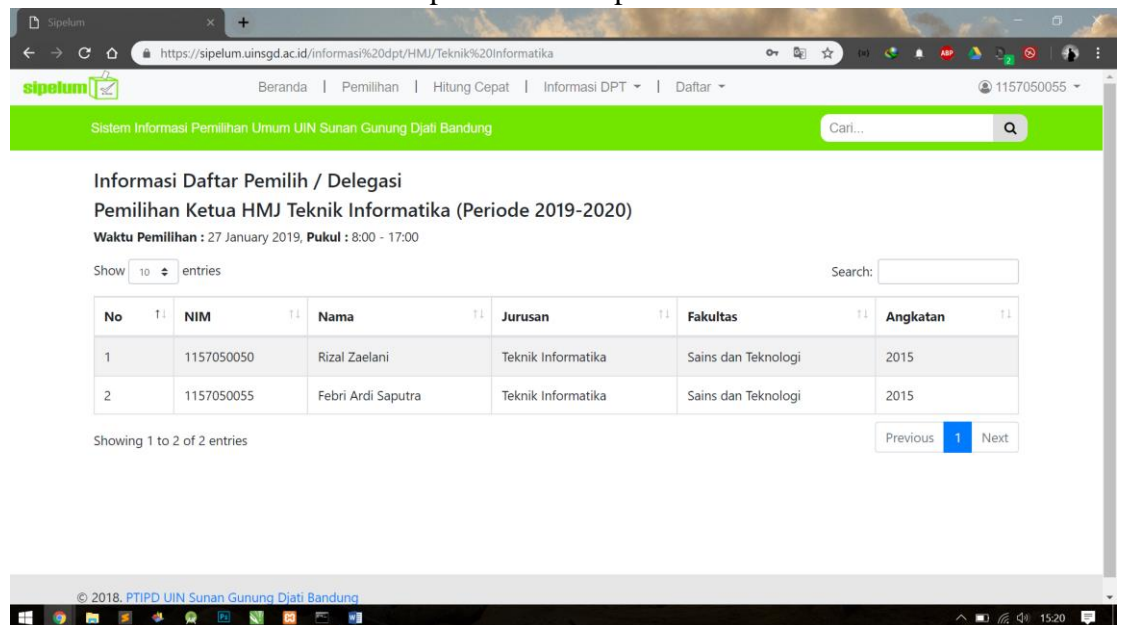 Sipelum
https://sipelum.uinsgd.ac.id/informasi%20dpt/HMJ/Teknik%20Informatika
sipelum Beranda | Pemilihan | Hitung Cepat | Informasi DPT | Daftar 1157050055
Sistem Informasi Pemilihan Umum UIN Sunan Gunung Djati Bandung Cari...
Informasi Daftar Pemilih / Delegasi
Pemilihan Ketua HMJ Teknik Informatika (Periode 2019-2020)
Waktu Pemilihan : 27 January 2019, Pukul : 8:00 - 17:00
Show 10 entries Search:
No NIM Nama Jurusan Fakultas Angkatan
1 1157050050 Rizal Zaelani Teknik Informatika Sains dan Teknologi 2015
2 1157050055 Febri Ardi Saputra Teknik Informatika Sains dan Teknologi 2015
Showing 1 to 2 of 2 entries Previous 1 Next
© 2018. PTIPD UIN Sunan Gunung Djati Bandung
15:20